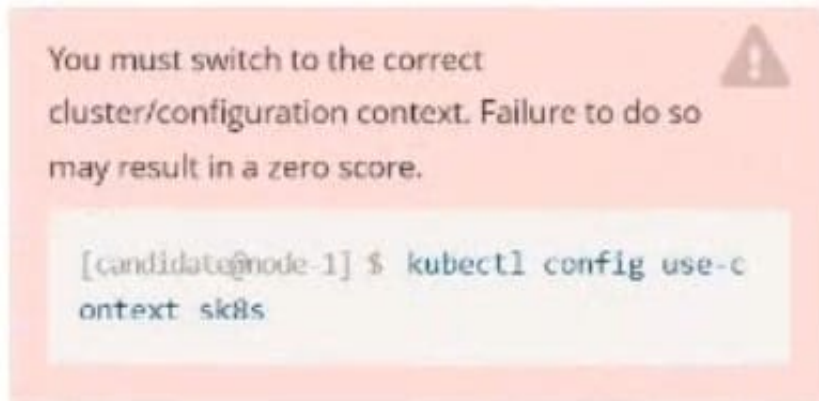 You must switch to the correct
cluster/configuration context. Failure to do so
may result in a zero score.
[candidate@node-1] $ kubectl config use-c
ontext sk8s